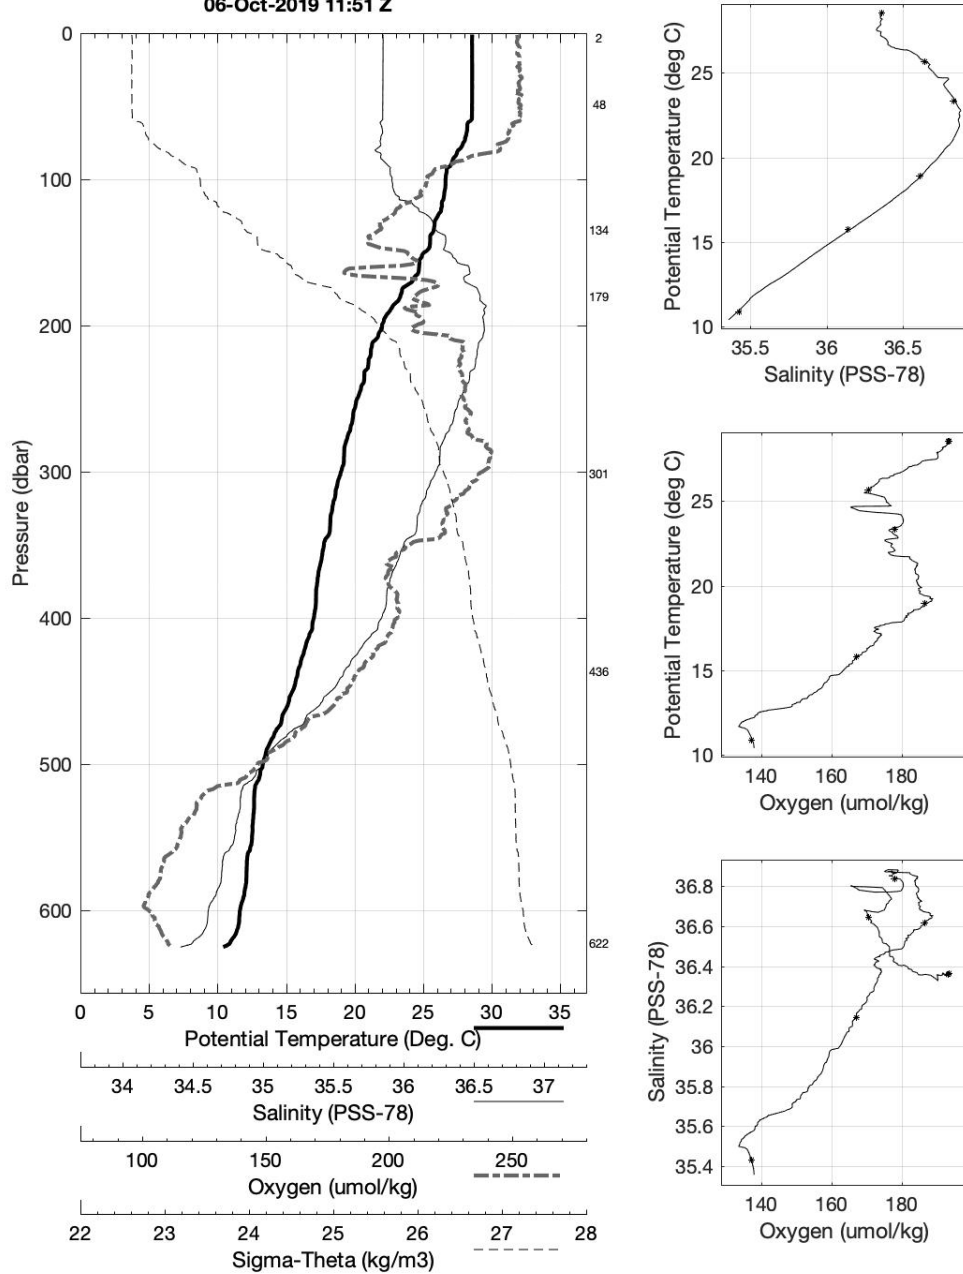 06-Oct-2019 11:51 Z
0
100
200
300
400
500
600
Pressure (dbar)
2
48
134
179
301
436
622
0 5 10 15 20 25 30 35
Potential Temperature (Deg. C)
34 34.5 35 35.5 36 36.5 37
Salinity (PSS-78)
100 150 200 250
Oxygen (umol/kg)
22 23 24 25 26 27 28
Sigma-Theta (kg/m3)
Potential Temperature (deg C)
25
20
15
10
35.5 36 36.5
Salinity (PSS-78)
Potential Temperature (deg C)
25
20
15
10
140 160 180
Oxygen (umol/kg)
Salinity (PSS-78)
36.8
36.6
36.4
36.2
36
35.8
35.6
35.4
140 160 180
Oxygen (umol/kg)